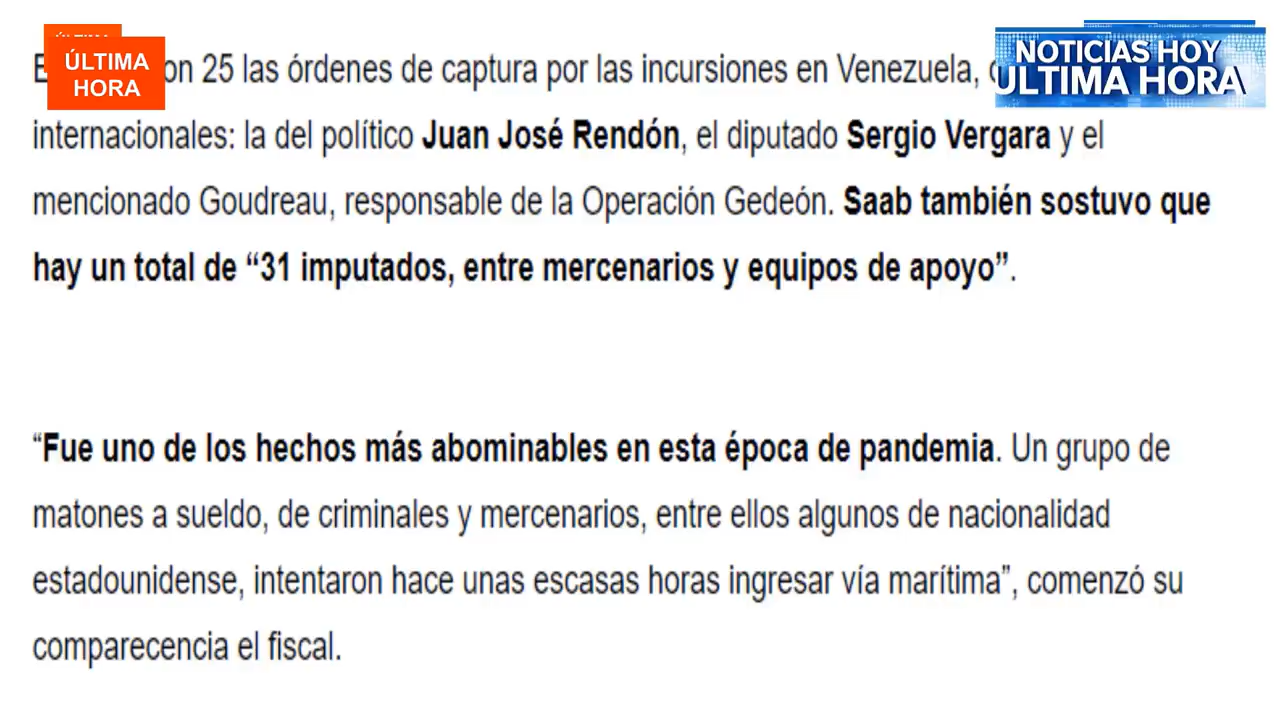 ÚLTIMA
ÚLTIMA
HORA
NOTICIAS HOY
ULTIMA HORA
25 las órdenes de captura por las incursiones en Venezuela,
internacionales: la del político Juan José Rendón, el diputado Sergio Vergara y el
mencionado Goudreau, responsable de la Operación Gedeón. Saab también sostuvo que
hay un total de “31 imputados, entre mercenarios y equipos de apoyo”.
“Fue uno de los hechos más abominables en esta época de pandemia. Un grupo de
matones a sueldo, de criminales y mercenarios, entre ellos algunos de nacionalidad
estadounidense, intentaron hace unas escasas horas ingresar vía marítima”, comenzó su
comparecencia el fiscal.